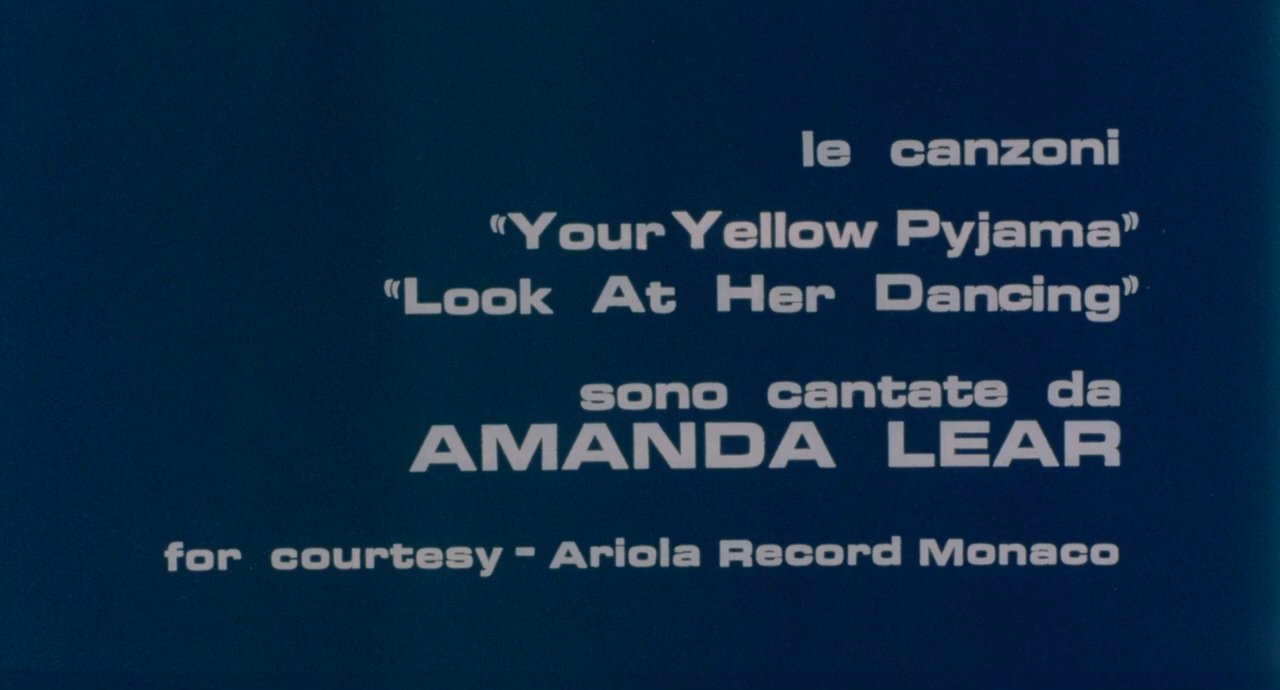 le canzoni
“Your Yellow Pyjama”
“Look At Her Dancing”
sono cantate da
AMANDA LEAR
for courtesy - Ariola Record Monaco